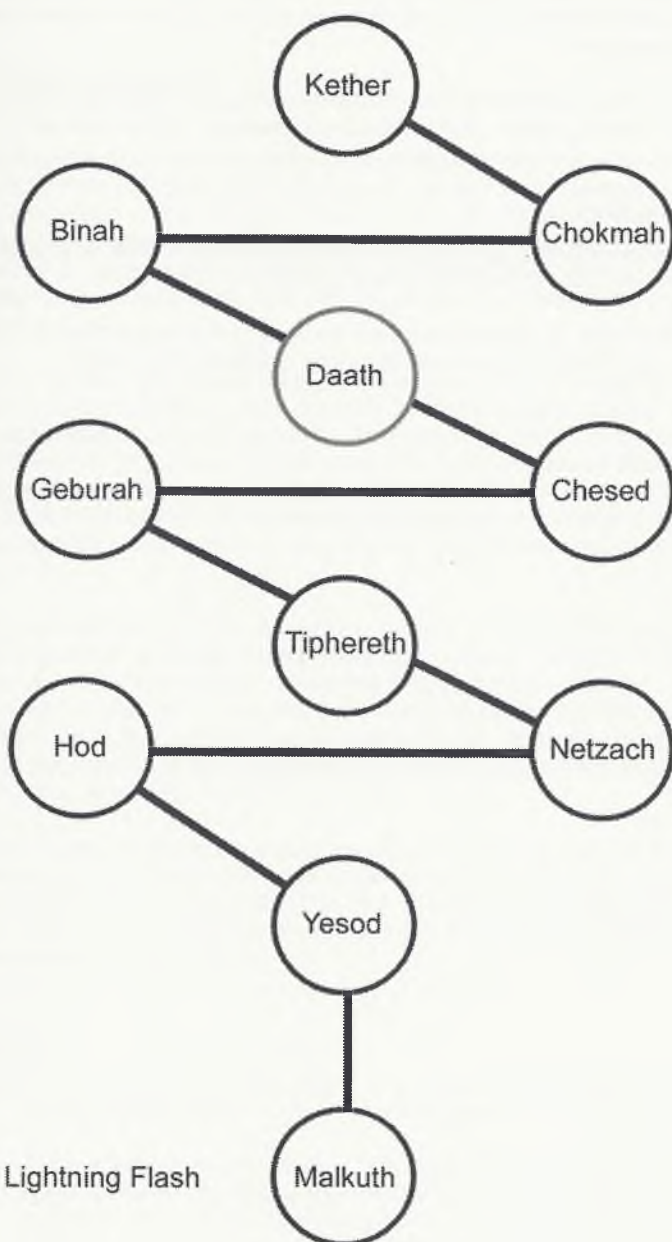 Kether
Binah
Chokmah
Daath
Geburah
Chesed
Tiphereth
Hod
Netzach
Yesod
Lightning Flash
Malkuth